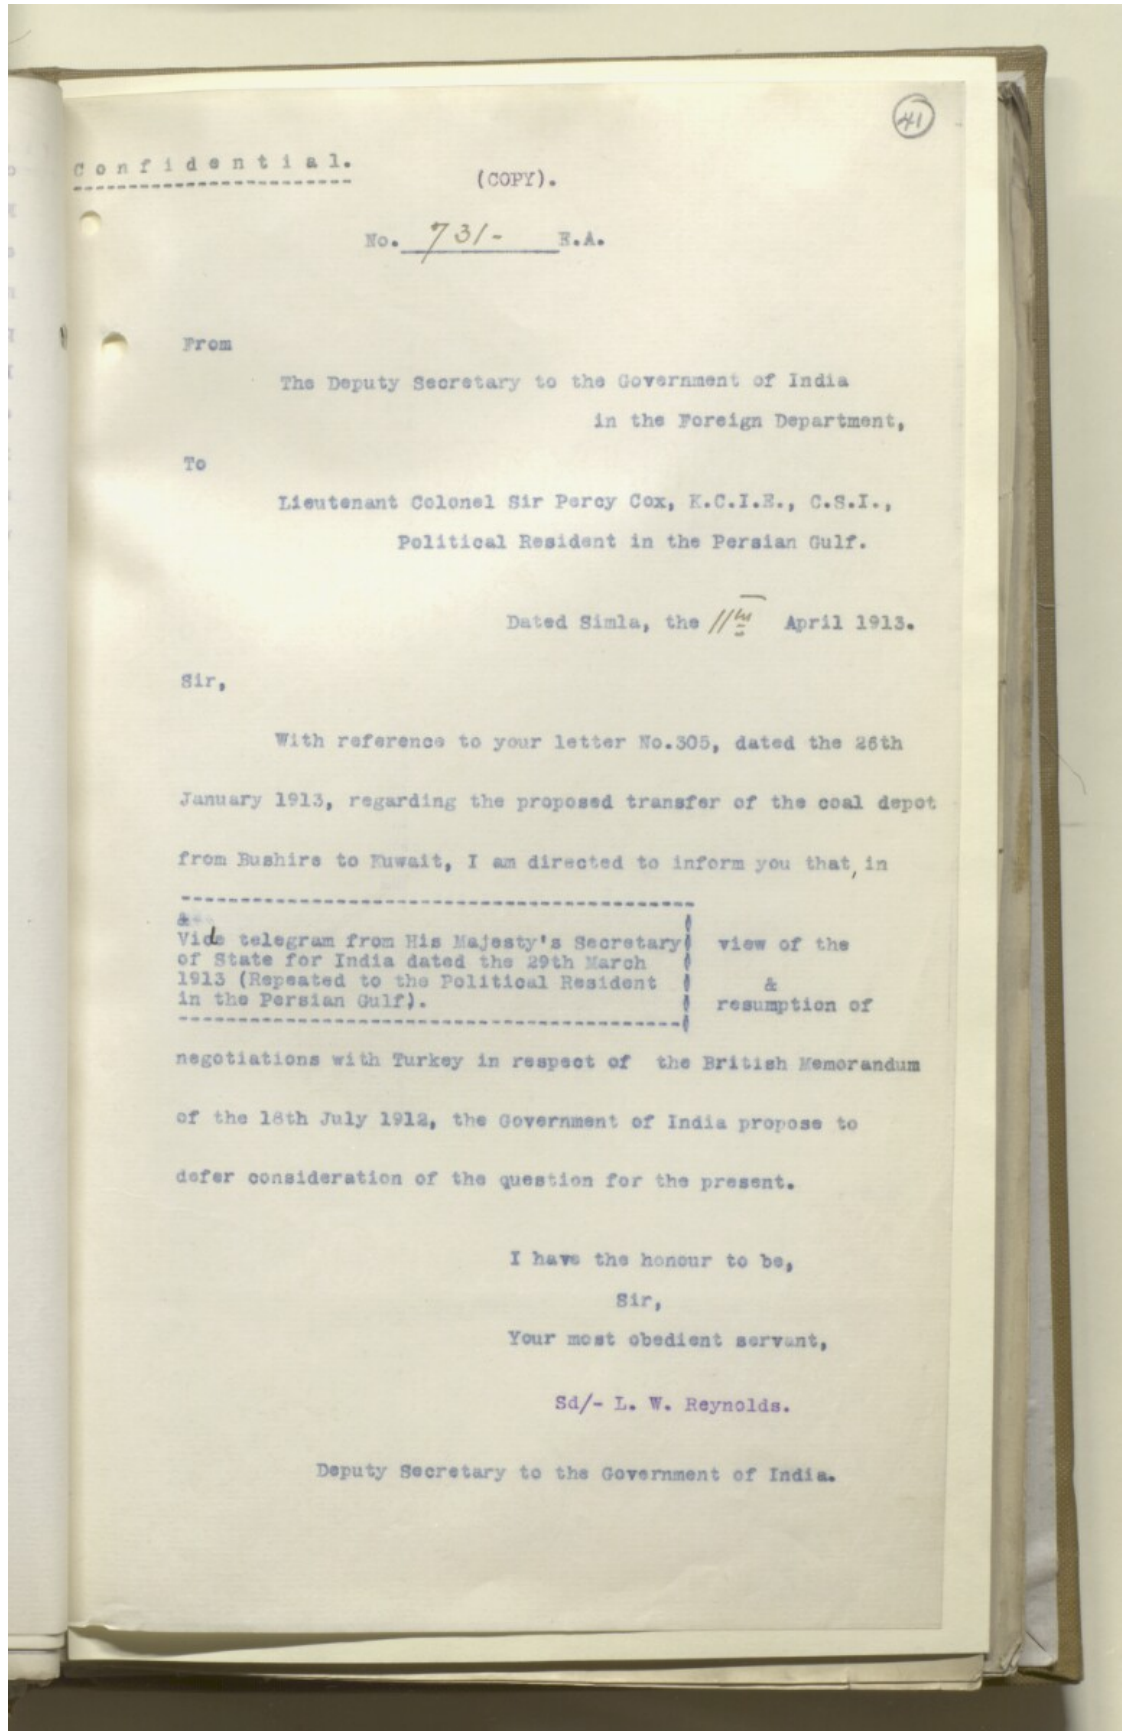 41
Confidential.
(COPY).
No. 731- E.A.
From
The Deputy Secretary to the Government of India
in the Foreign Department,
To
Lieutenant Colonel Sir Percy Cox, K.C.I.E., C.S.I.,
Political Resident in the Persian Gulf.
Dated Simla, the 11th April 1913.
Sir,
With reference to your letter No.305, dated the 26th
January 1913, regarding the proposed transfer of the coal depot
from Bushire to Kuwait, I am directed to inform you that, in
&
Vide telegram from His Majesty's Secretary
of State for India dated the 29th March
1913 (Repeated to the Political Resident
in the Persian Gulf).
view of the
&
resumption of
negotiations with Turkey in respect of the British Memorandum
of the 18th July 1912, the Government of India propose to
defer consideration of the question for the present.
I have the honour to be,
Sir,
Your most obedient servant,
Sd/- L. W. Reynolds.
Deputy Secretary to the Government of India.